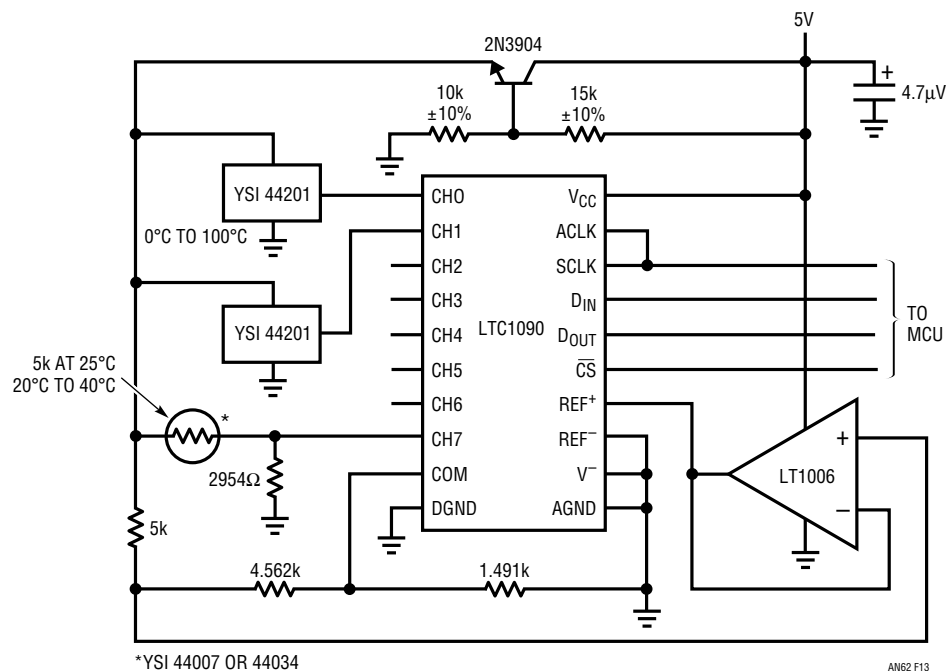 5V
2N3904
10k
±10%
15k
±10%
+
4.7µV
YSI 44201
0°C TO 100°C
YSI 44201
5k AT 25°C
20°C TO 40°C
*
2954Ω
5k
4.562k
1.491k
CH0
CH1
CH2
CH3
CH4
CH5
CH6
CH7
COM
DGND
LTC1090
VCC
ACLK
SCLK
DIN
DOUT
C̅S̅
REF+
REF–
V–
AGND
TO
MCU
+
LT1006
–
*YSI 44007 OR 44034
AN62 F13